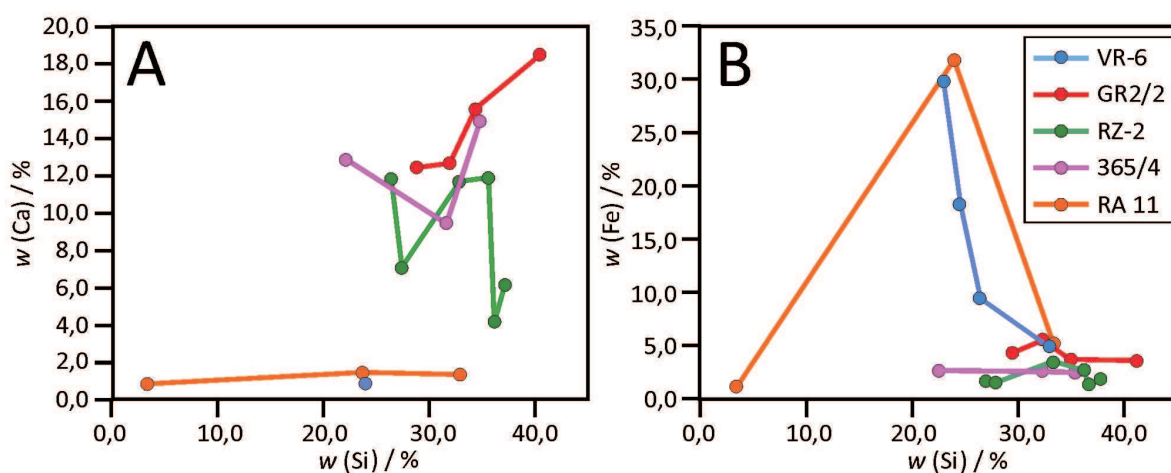 A
20,0
18,0
16,0
14,0
12,0
10,0
8,0
6,0
4,0
2,0
0,0
w (Ca) / %
0,0 10,0 20,0 30,0 40,0
w (Si) / %
B
35,0
30,0
25,0
20,0
15,0
10,0
5,0
0,0
w (Fe) / %
0,0 10,0 20,0 30,0 40,0
w (Si) / %
VR-6
GR2/2
RZ-2
365/4
RA 11